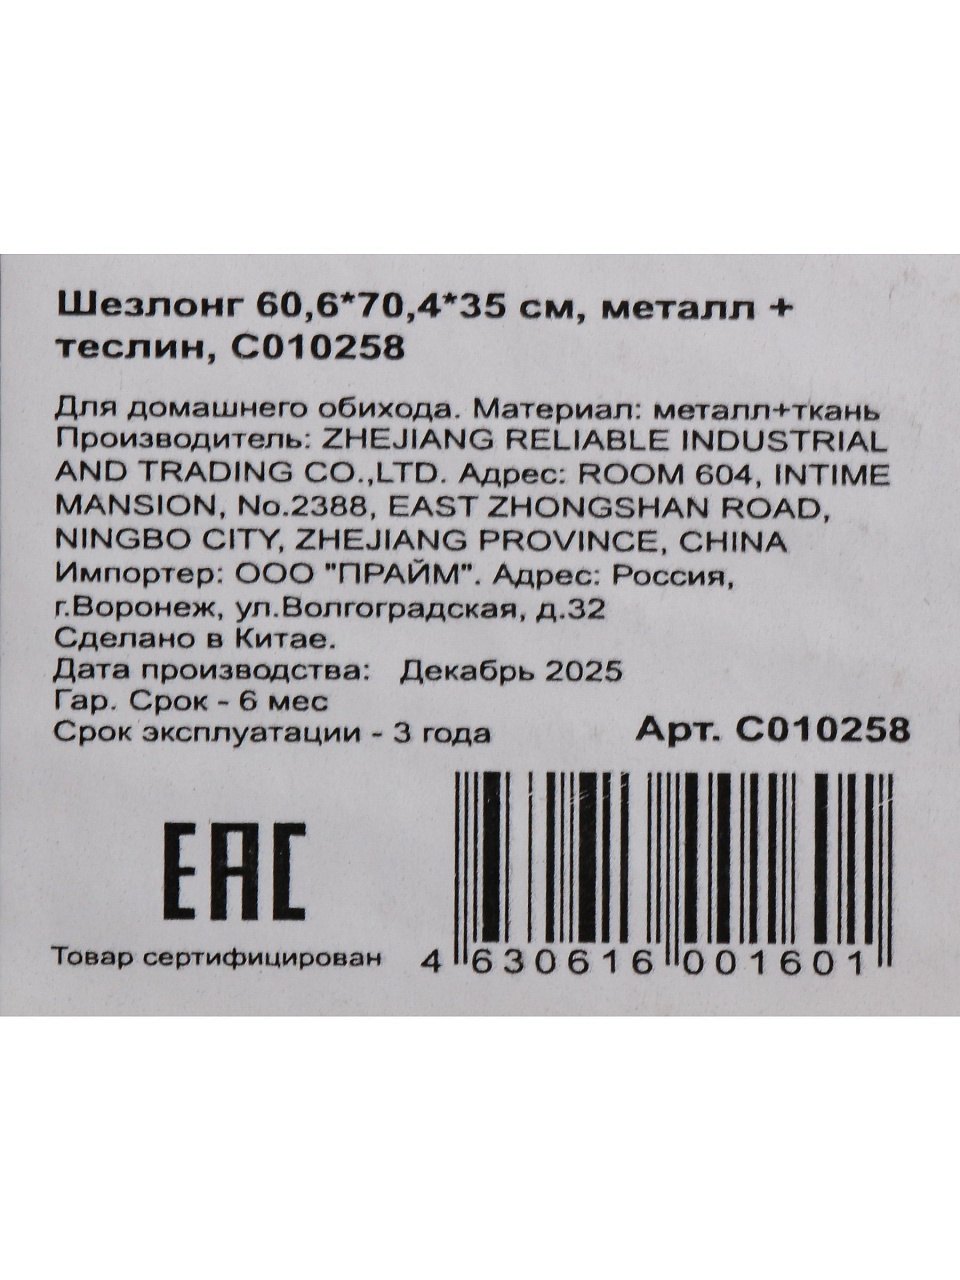 Шезлонг 60,6*70,4*35 см, металл +
теслин, С010258
Для домашнего обихода. Материал: металл+ткань
Производитель: ZHEJIANG RELIABLE INDUSTRIAL
AND TRADING CO.,LTD. Адрес: ROOM 604, INTIME
MANSION, No.2388, EAST ZHONGSHAN ROAD,
NINGBO CITY, ZHEJIANG PROVINCE, CHINA
Импортер: ООО "ПРАЙМ". Адрес: Россия,
г.Воронеж, ул.Волгоградская, д.32
Сделано в Китае.
Дата производства: Декабрь 2025
Гар. Срок - 6 мес
Срок эксплуатации - 3 года
Арт. С010258
EAC
Товар сертифицирован
4 630616 001601